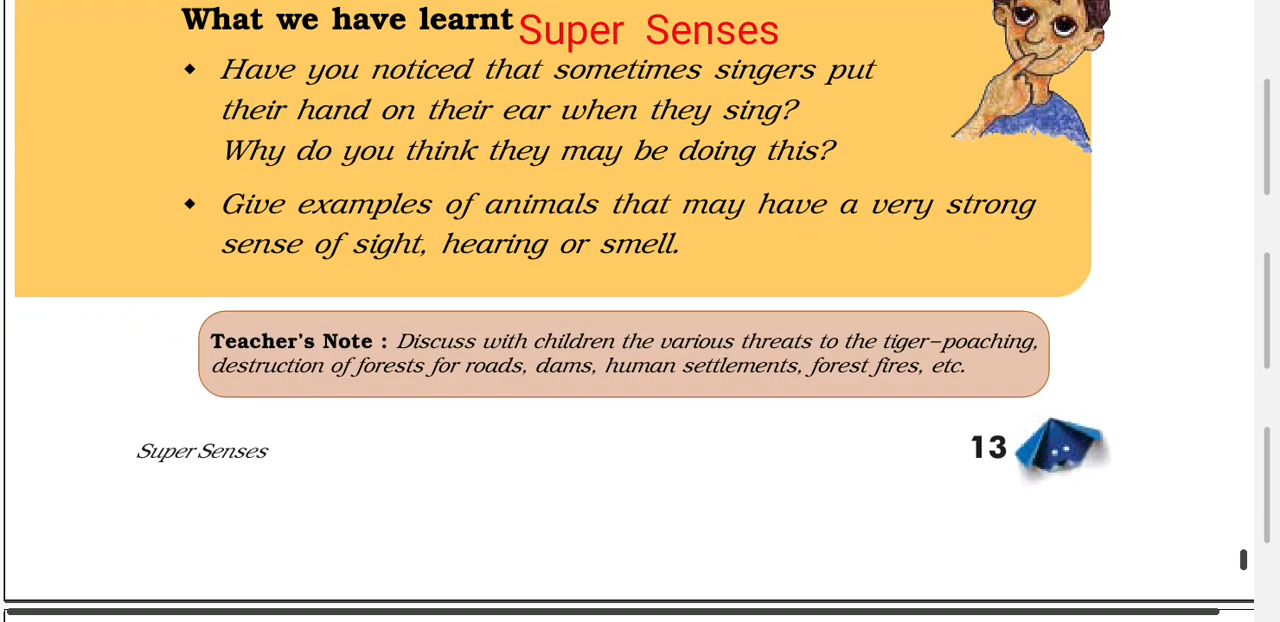 What we have learnt Super Senses
◆ Have you noticed that sometimes singers put
their hand on their ear when they sing?
Why do you think they may be doing this?
◆ Give examples of animals that may have a very strong
sense of sight, hearing or smell.
Teacher's Note : Discuss with children the various threats to the tiger–poaching,
destruction of forests for roads, dams, human settlements, forest fires, etc.
Super Senses
13